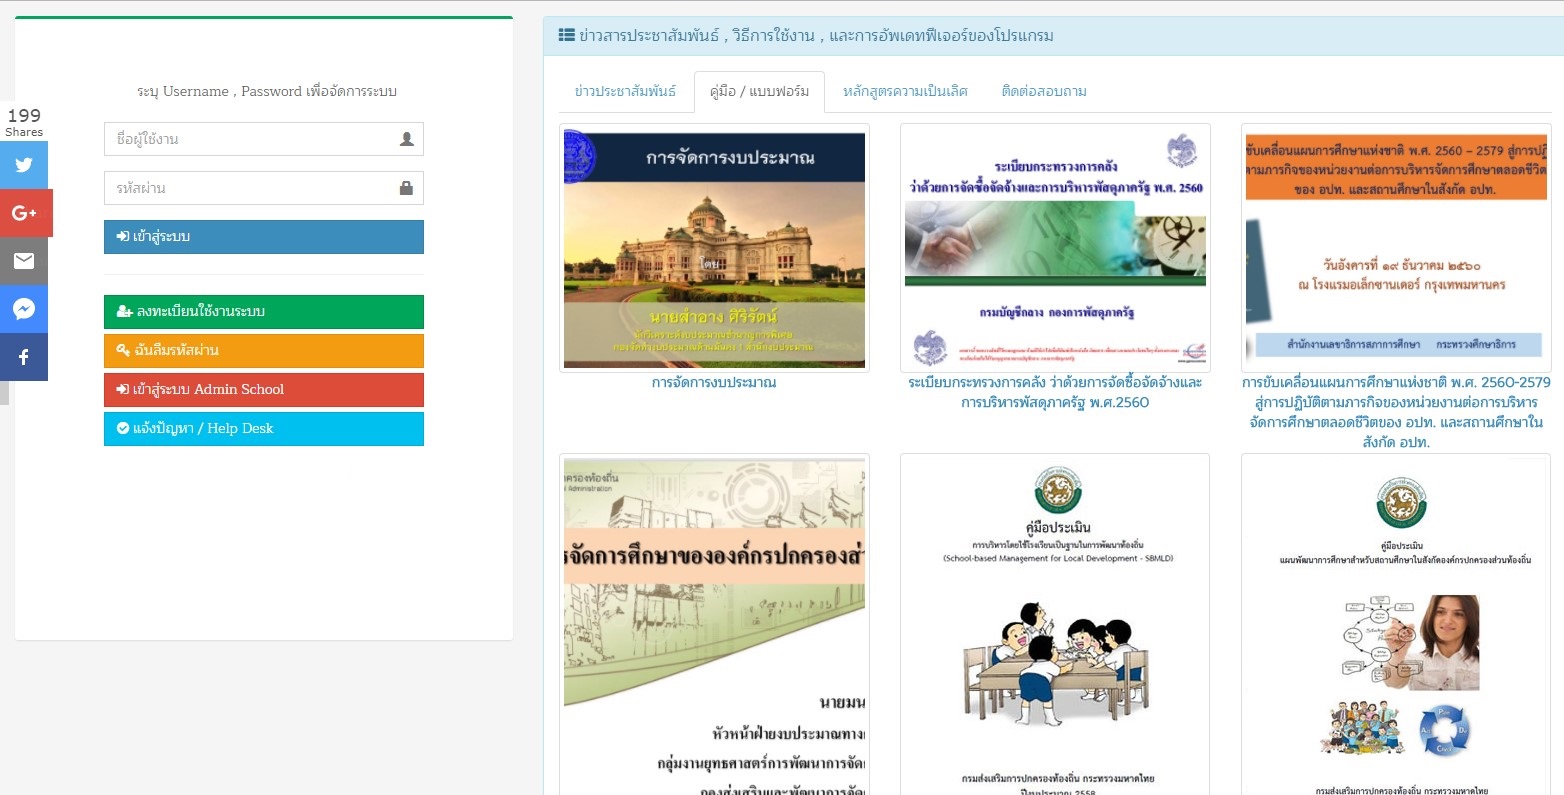 199
Shares
ระบุ Username , Password เพื่อจัดการระบบ
ชื่อผู้ใช้งาน
รหัสผ่าน
เข้าสู่ระบบ
ลงทะเบียนใช้งานระบบ
ฉันลืมรหัสผ่าน
เข้าสู่ระบบ Admin School
แจ้งปัญหา / Help Desk
ข่าวสารประชาสัมพันธ์ , วิธีการใช้งาน , และการอัพเดทฟีเจอร์ของโปรแกรม
ข่าวประชาสัมพันธ์
คู่มือ / แบบฟอร์ม
หลักสูตรความเป็นเลิศ
ติดต่อสอบถาม
การจัดการงบประมาณ
โดย
นายสำอาง ศิริรัตน์
การจัดการงบประมาณ
ระเบียบกระทรวงการคลัง
ว่าด้วยการจัดซื้อจัดจ้างและการบริหารพัสดุภาครัฐ พ.ศ. 2560
กรมบัญชีกลาง กองการพัสดุภาครัฐ
ระเบียบกระทรวงการคลัง ว่าด้วยการจัดซื้อจัดจ้างและ
การบริหารพัสดุภาครัฐ พ.ศ.2560
ขับเคลื่อนแผนการศึกษาแห่งชาติ พ.ศ. 2560 – 2579 สู่การปฏิ
ตามภารกิจของหน่วยงานต่อการบริหารจัดการศึกษาตลอดชีวิต
ของ อปท. และสถานศึกษาในสังกัด อปท.
วันอังคารที่ ๑๙ ธันวาคม ๒๕๖๐
ณ โรงแรมอเล็กซานเดอร์ กรุงเทพมหานคร
สำนักงานเลขาธิการสภาการศึกษา กระทรวงศึกษาธิการ
การขับเคลื่อนแผนการศึกษาแห่งชาติ พ.ศ. 2560-2579
สู่การปฏิบัติตามภารกิจของหน่วยงานต่อการบริหาร
จัดการศึกษาตลอดชีวิตของ อปท. และสถานศึกษาใน
สังกัด อปท.
ครองท้องถิ่น
Administration
จัดการศึกษาขององค์กรปกครองส่ว
นายมน
หัวหน้าฝ่ายงบประมาณทาง
กลุ่มงานยุทธศาสตร์การพัฒนาการจัด
กองส่งเสริมและพัฒนาการจัด
คู่มือประเมิน
การบริหารโดยใช้โรงเรียนเป็นฐานในการพัฒนาท้องถิ่น
(School-based Management for Local Development - SBMLD)
กรมส่งเสริมการปกครองท้องถิ่น กระทรวงมหาดไทย
ปีงบประมาณ 2558
คู่มือประเมิน
แผนพัฒนาการศึกษาสำหรับสถานศึกษาในสังกัดองค์กรปกครองส่วนท้องถิ่น
กรมส่งเสริมการปกครองท้องถิ่น กระทรวงมหาดไทย